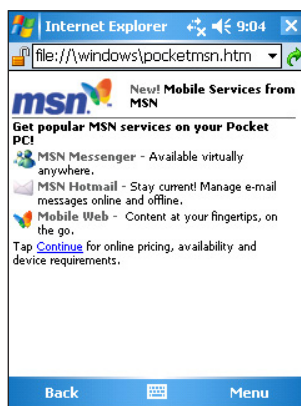 Internet Explorer 9:04
file://\windows\pocketmsn.htm
msn
New! Mobile Services from
MSN
Get popular MSN services on your Pocket
PC!
MSN Messenger - Available virtually
anywhere.
MSN Hotmail - Stay current! Manage e-mail
messages online and offline.
Mobile Web - Content at your fingertips, on
the go.
Tap Continue for online pricing, availability and
device requirements.
Back Menu